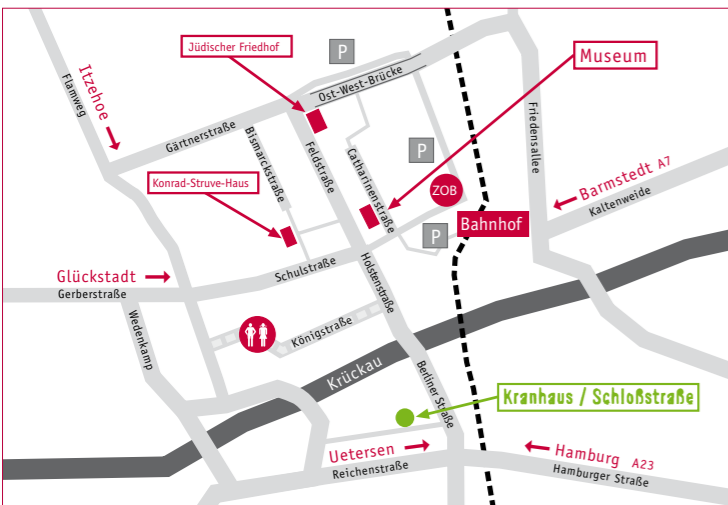 Jüdischer Friedhof
P
Museum
Itzehoe
Flamweg
Ost-West-Brücke
Gärtnerstraße
Bismarckstraße
Feldstraße
Catharinenstraße
P
Friedensallee
Konrad-Struve-Haus
ZOB
Barmstedt A7
Kaltenweide
Bahnhof
P
Glückstadt
Gerberstraße
Schulstraße
Holstenstraße
Wedenkamp
Königstraße
Krückau
Berliner Straße
Kranhaus / Schloßstraße
Uetersen
Reichenstraße
Hamburg A23
Hamburger Straße